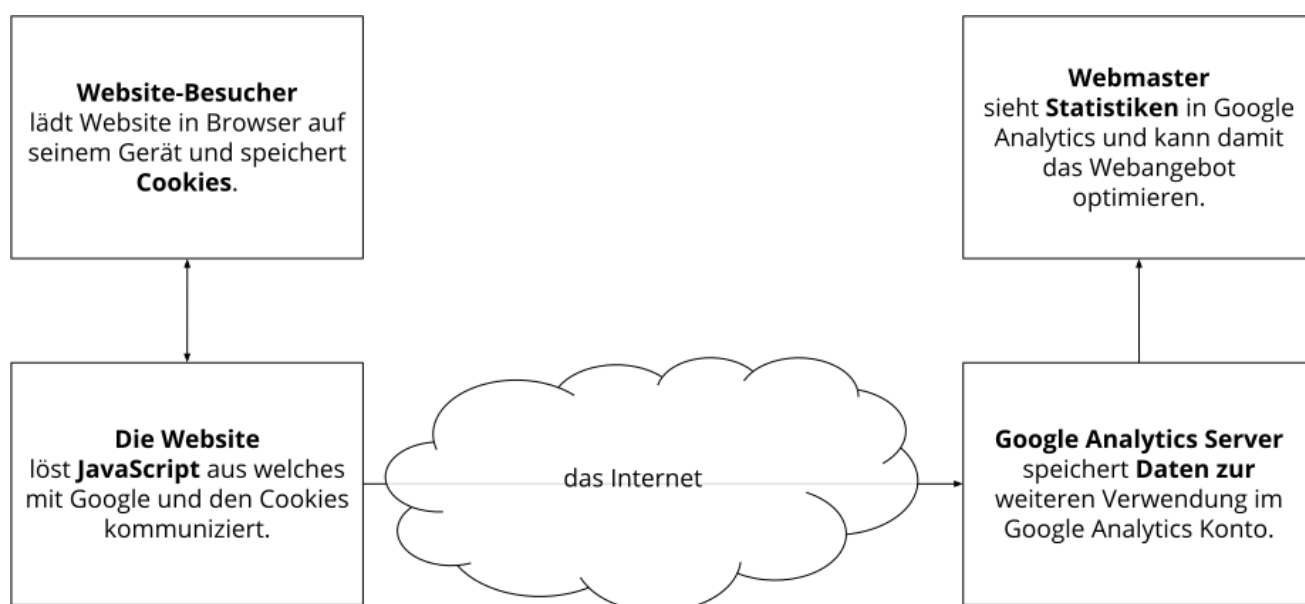 Website-Besucher
lädt Website in Browser auf
seinem Gerät und speichert
Cookies.
Webmaster
sieht Statistiken in Google
Analytics und kann damit
das Webangebot
optimieren.
Die Website
löst JavaScript aus welches
mit Google und den Cookies
kommuniziert.
das Internet
Google Analytics Server
speichert Daten zur
weiteren Verwendung im
Google Analytics Konto.